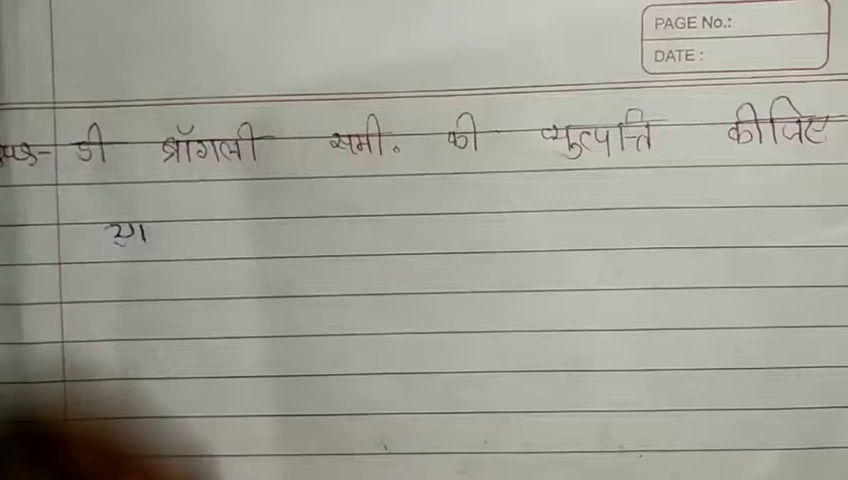 PAGE No.:
DATE :
डी ब्रॉगली समी. की व्युत्पत्ति कीजिए
या